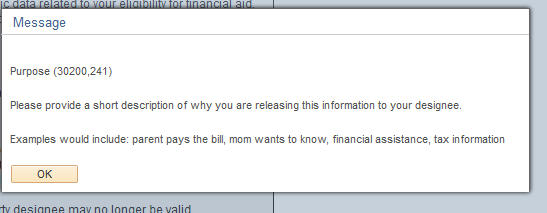 ic data related to your eligibility for financial aid.
Message
Purpose (30200,241)
Please provide a short description of why you are releasing this information to your designee.
Examples would include: parent pays the bill, mom wants to know, financial assistance, tax information
OK
rty designee may no longer be valid